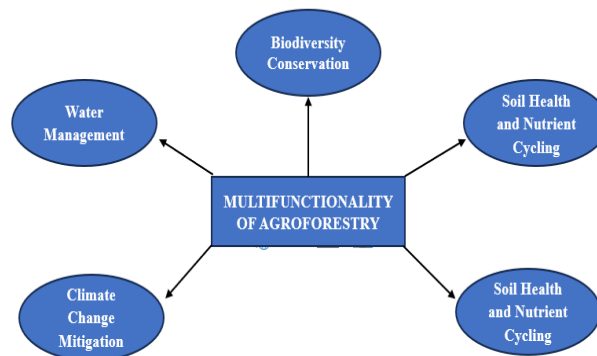 Biodiversity
Conservation
Water
Management
Soil Health
and Nutrient
Cycling
MULTIFUNCTIONALITY
OF AGROFORESTRY
Climate
Change
Mitigation
Soil Health
and Nutrient
Cycling